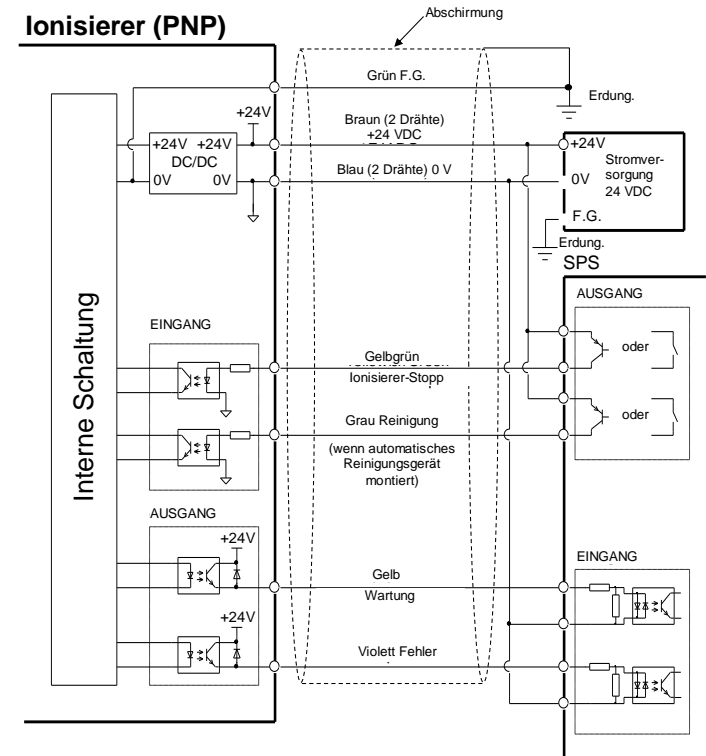 Abschirmung
Ionisierer (PNP)
Grün F.G.
Erdung.
+24V
Braun (2 Drähte)
+24 VDC
+24V +24V
DC/DC
0V 0V
Blau (2 Drähte) 0 V
+24V
0V
Stromver-
sorgung
24 VDC
F.G.
Erdung.
SPS
AUSGANG
oder
oder
Interne Schaltung
EINGANG
Gelbgrün
Ionisierer-Stopp
Grau Reinigung
(wenn automatisches
Reinigungsgerät
montiert)
AUSGANG
+24V
Gelb
Wartung
+24V
Violett Fehler
EINGANG